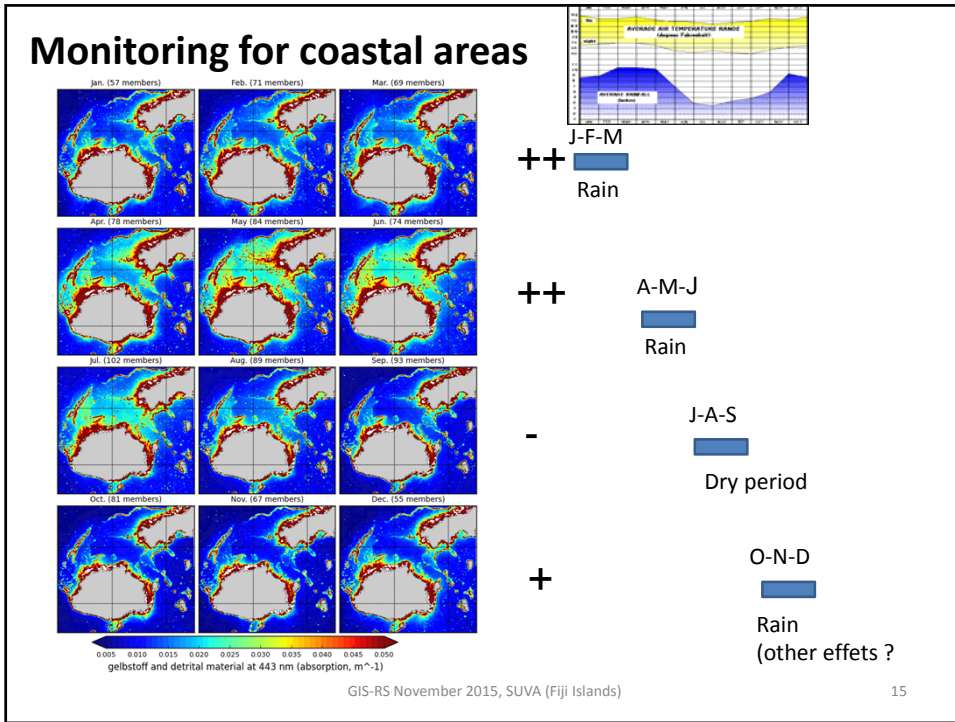 Monitoring for coastal areas
AVERAGE AIR TEMPERATURE RANGE
(degrees Fahrenheit)
AVERAGE RAINFALL
(inches)
Jan. (57 members)
Feb. (71 members)
Mar. (69 members)
Apr. (78 members)
May (84 members)
Jun. (74 members)
Jul. (102 members)
Aug. (89 members)
Sep. (93 members)
Oct. (81 members)
Nov. (67 members)
Dec. (55 members)
0.005 0.010 0.015 0.020 0.025 0.030 0.035 0.040 0.045 0.050
gelbstoff and detrital material at 443 nm (absorption, m^-1)
J-F-M
++
Rain
A-M-J
++
Rain
J-A-S
-
Dry period
O-N-D
+
Rain
(other effets ?
GIS-RS November 2015, SUVA (Fiji Islands)
15